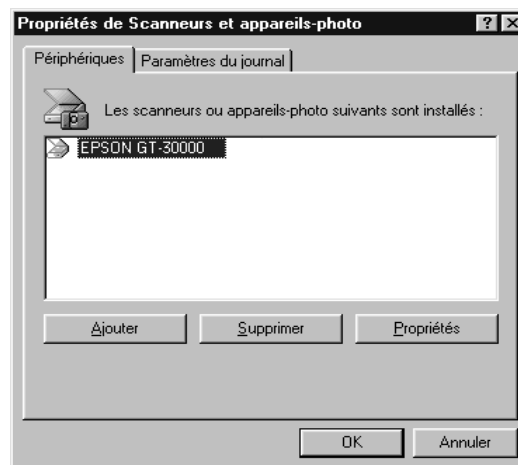 Propriétés de Scanneurs et appareils-photo
Périphériques Paramètres du journal
Les scanneurs ou appareils-photo suivants sont installés :
EPSON GT-30000
Ajouter Supprimer Propriétés
OK Annuler